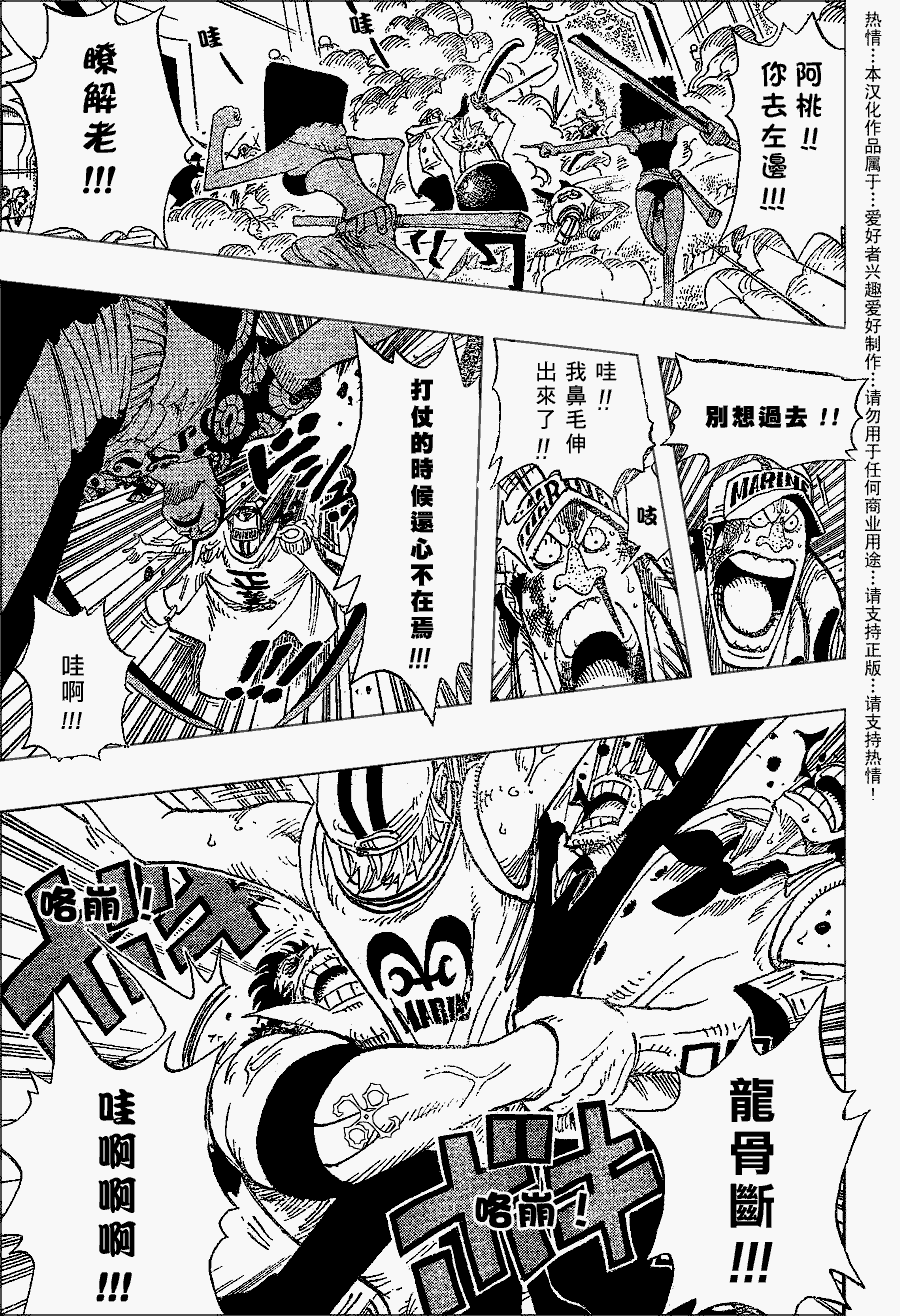 阿桃!!
你去左邊!!!
哇
哇
瞭解老!!!
別想過去!!
MARINE
哇!!
我鼻毛伸
出來了!!
吱
MARINE
打仗的時候還心不在焉!!!
哇啊!!!
咯崩!
ボキ
MARINE
龍骨斷!!!
咯崩!
ボキ
哇啊啊啊!!!
热情…本汉化作品属于…爱好者兴趣爱好制作…请勿用于任何商业用途…请支持正版…请支持热情!